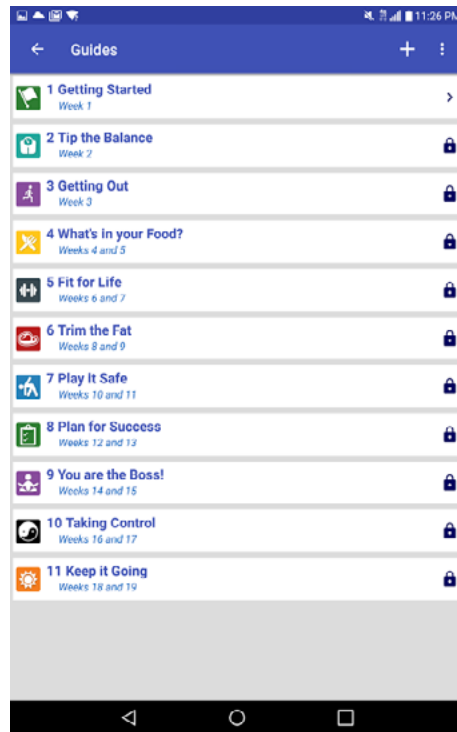 11:26 PM
Guides
1 Getting Started
Week 1
2 Tip the Balance
Week 2
3 Getting Out
Week 3
4 What's in your Food?
Weeks 4 and 5
5 Fit for Life
Weeks 6 and 7
6 Trim the Fat
Weeks 8 and 9
7 Play It Safe
Weeks 10 and 11
8 Plan for Success
Weeks 12 and 13
9 You are the Boss!
Weeks 14 and 15
10 Taking Control
Weeks 16 and 17
11 Keep it Going
Weeks 18 and 19